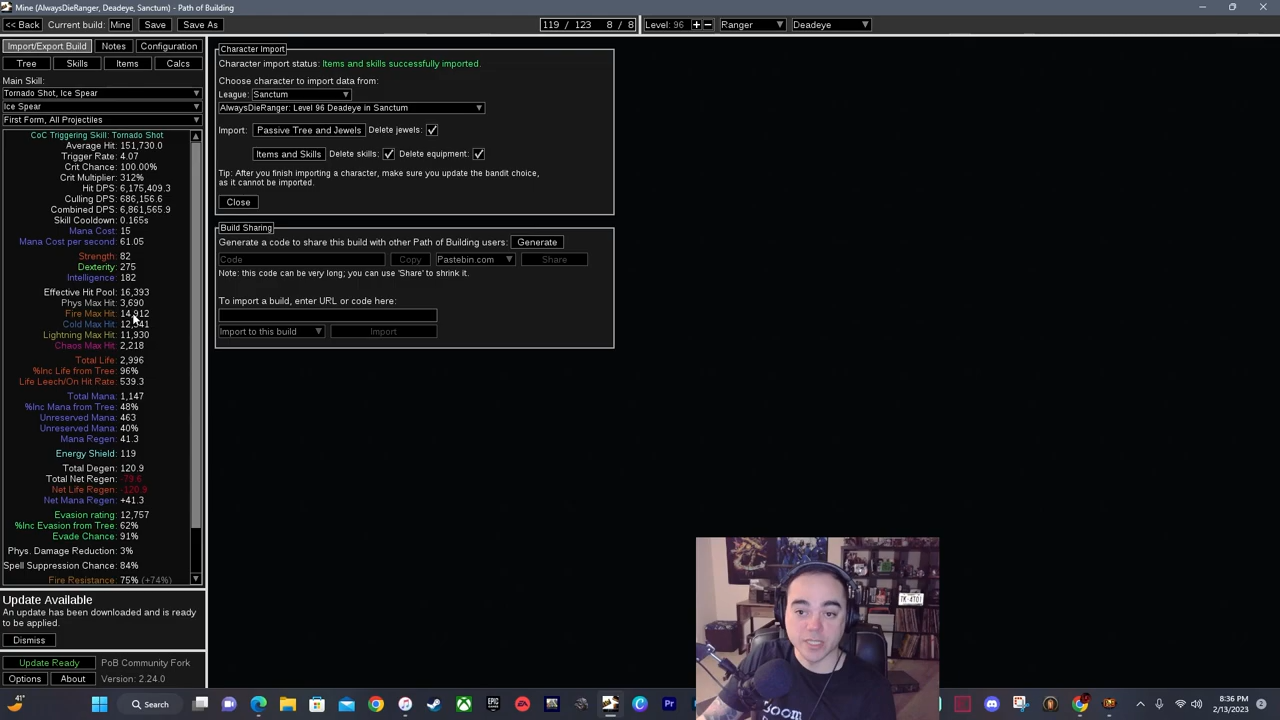 Mine (AlwaysDieRanger, Deadeye, Sanctum) - Path of Building
<< Back Current build: Mine Save Save As 119 / 123 8 / 8 Level: 96 + - Ranger Deadeye
Import/Export Build Notes Configuration
Tree Skills Items Calcs
Main Skill:
Tornado Shot, Ice Spear
Ice Spear
First Form, All Projectiles
CoC Triggering Skill: Tornado Shot
Average Hit: 151,730.0
Trigger Rate: 4.07
Crit Chance: 100.00%
Crit Multiplier: 312%
Hit DPS: 6,175,409.3
Culling DPS: 686,156.6
Combined DPS: 6,861,565.9
Skill Cooldown: 0.165s
Mana Cost: 15
Mana Cost per second: 61.05
Strength: 82
Dexterity: 275
Intelligence: 182
Effective Hit Pool: 16,393
Phys Max Hit: 3,690
Fire Max Hit: 14,912
Cold Max Hit:
Lightning Max Hit: 11,930
Chaos Max Hit: 2,218
Total Life: 2,996
%Inc Life from Tree: 96%
Life Leech/On Hit Rate: 539.3
Total Mana: 1,147
%Inc Mana from Tree: 48%
Unreserved Mana: 463
Unreserved Mana: 40%
Mana Regen: 41.3
Energy Shield: 119
Total Degen: 120.9
Total Net Regen: -79.6
Net Life Regen: -120.9
Net Mana Regen: +41.3
Evasion rating: 12,757
%Inc Evasion from Tree: 62%
Evade Chance: 91%
Phys. Damage Reduction: 3%
Spell Suppression Chance: 84%
Fire Resistance: 75% (+74%)
Update Available
An update has been downloaded and is ready
to be applied.
Dismiss
Update Ready PoB Community Fork
Options About Version: 2.24.0
Character Import
Character import status: Items and skills successfully imported.
Choose character to import data from:
League: Sanctum
AlwaysDieRanger: Level 96 Deadeye in Sanctum
Import: Passive Tree and Jewels Delete jewels:
Items and Skills Delete skills: Delete equipment:
Tip: After you finish importing a character, make sure you update the bandit choice,
as it cannot be imported.
Close
Build Sharing
Generate a code to share this build with other Path of Building users: Generate
Code Copy Pastebin.com Share
Note: this code can be very long; you can use 'Share' to shrink it.
To import a build, enter URL or code here:
Import to this build Import
TK-4701
4°
Search
EPIC
EA
Pr
8:36 PM
2/13/2023